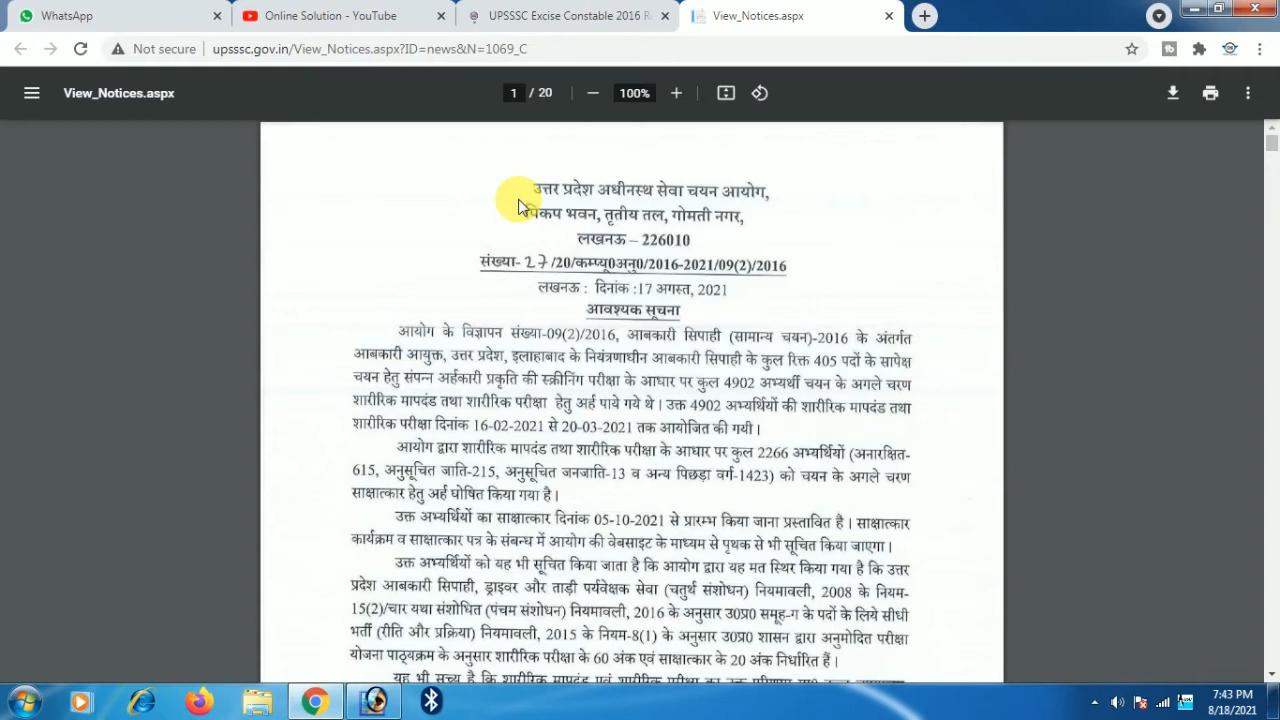 WhatsApp
Online Solution - YouTube
UPSSSC Excise Constable 2016 R
View_Notices.aspx
Not secure
upsssc.gov.in/View_Notices.aspx?ID=news&N=1069_C
View_Notices.aspx
1 / 20
100%
उत्तर प्रदेश अधीनस्थ सेवा चयन आयोग,
पिकप भवन, तृतीय तल, गोमती नगर,
लखनऊ – 226010
संख्या- 27/20/कम्प्यू0अनु0/2016-2021/09(2)/2016
लखनऊ : दिनांक :17 अगस्त, 2021
आवश्यक सूचना
आयोग के विज्ञापन संख्या-09(2)/2016, आबकारी सिपाही (सामान्य चयन)-2016 के अंतर्गत
आबकारी आयुक्त, उत्तर प्रदेश, इलाहाबाद के नियंत्रणाधीन आबकारी सिपाही के कुल रिक्त 405 पदों के सापेक्ष
चयन हेतु संपन्न अर्हकारी प्रकृति की स्क्रीनिंग परीक्षा के आधार पर कुल 4902 अभ्यर्थी चयन के अगले चरण
शारीरिक मापदंड तथा शारीरिक परीक्षा हेतु अर्ह पाये गये थे। उक्त 4902 अभ्यर्थियों की शारीरिक मापदंड तथा
शारीरिक परीक्षा दिनांक 16-02-2021 से 20-03-2021 तक आयोजित की गयी।
आयोग द्वारा शारीरिक मापदंड तथा शारीरिक परीक्षा के आधार पर कुल 2266 अभ्यर्थियों (अनारक्षित-
615, अनुसूचित जाति-215, अनुसूचित जनजाति-13 व अन्य पिछड़ा वर्ग-1423) को चयन के अगले चरण
साक्षात्कार हेतु अर्ह घोषित किया गया है।
उक्त अभ्यर्थियों का साक्षात्कार दिनांक 05-10-2021 से प्रारम्भ किया जाना प्रस्तावित है। साक्षात्कार
कार्यक्रम व साक्षात्कार पत्र के संबन्ध में आयोग की वेबसाइट के माध्यम से पृथक से भी सूचित किया जाएगा।
उक्त अभ्यर्थियों को यह भी सूचित किया जाता है कि आयोग द्वारा यह मत स्थिर किया गया है कि उत्तर
प्रदेश आबकारी सिपाही, ड्राइवर और ताड़ी पर्यवेक्षक सेवा (चतुर्थ संशोधन) नियमावली, 2008 के नियम-
15(2)/चार यथा संशोधित (पंचम संशोधन) नियमावली, 2016 के अनुसार उ0प्र0 समूह-ग के पदों के लिये सीधी
भर्ती (रीति और प्रक्रिया) नियमावली, 2015 के नियम-8(1) के अनुसार उ0प्र0 शासन द्वारा अनुमोदित परीक्षा
योजना पाठ्यक्रम के अनुसार शारीरिक परीक्षा के 60 अंक एवं साक्षात्कार के 20 अंक निर्धारित हैं।
7:43 PM
8/18/2021